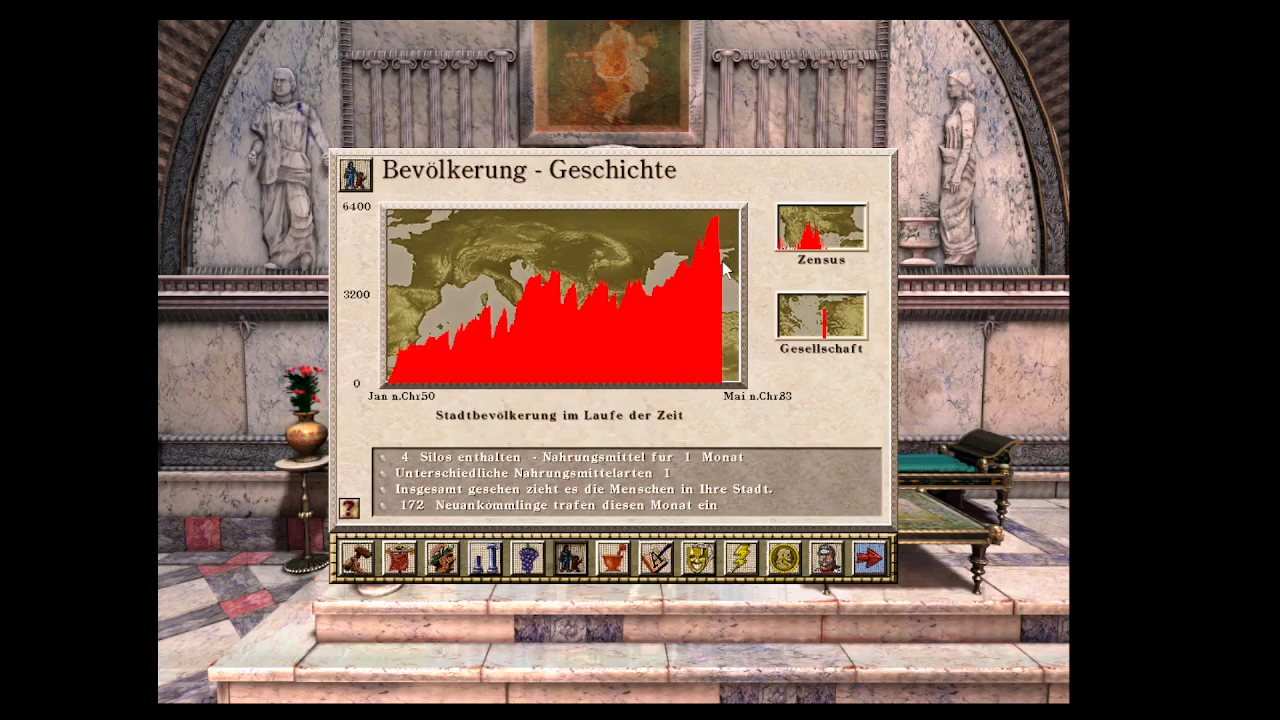 Bevölkerung - Geschichte
6400
3200
0
Jan n.Chr50
Mai n.Chr83
Stadtbevölkerung im Laufe der Zeit
Zensus
Gesellschaft
4 Silos enthalten - Nahrungsmittel für 1 Monat
Unterschiedliche Nahrungsmittelarten 1
Insgesamt gesehen zieht es die Menschen in Ihre Stadt.
172 Neuankömmlinge trafen diesen Monat ein
?